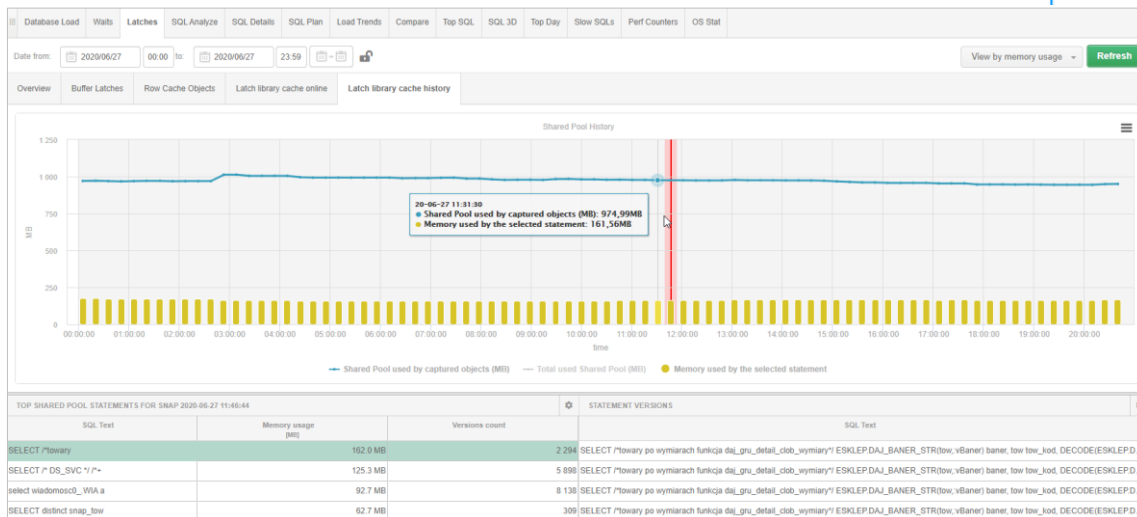 Database Load Waits Latches SQL Analyze SQL Details SQL Plan Load Trends Compare Top SQL SQL 3D Top Day Slow SQLs Perf Counters OS Stat
Date from: 2020/06/27 00:00 to: 2020/06/27 23:59 View by memory usage Refresh
Overview Buffer Latches Row Cache Objects Latch library cache online Latch library cache history
Shared Pool History
1 250
1 000
750
500
250
0
MB
20-06-27 11:31:30
Shared Pool used by captured objects (MB): 974,99MB
Memory used by the selected statement: 161,56MB
00:00:00 01:00:00 02:00:00 03:00:00 04:00:00 05:00:00 06:00:00 07:00:00 08:00:00 09:00:00 10:00:00 11:00:00 12:00:00 13:00:00 14:00:00 15:00:00 16:00:00 17:00:00 18:00:00 19:00:00 20:00:00
time
Shared Pool used by captured objects (MB) Total used Shared Pool (MB) Memory used by the selected statement
TOP SHARED POOL STATEMENTS FOR SNAP 2020-06-27 11:46:44 STATEMENT VERSIONS
SQL Text Memory usage Versions count SQL Text
[MB]
SELECT /*towary 162.0 MB 2 294 SELECT /*towary po wymiarach funkcja daj_gru_detail_clob_wymiary*/ ESKLEP.DAJ_BANER_STR(tow,:vBaner) baner, tow tow_kod, DECODE(ESKLEP.D
SELECT /* DS_SVC */ /*+ 125.3 MB 5 898 SELECT /*towary po wymiarach funkcja daj_gru_detail_clob_wymiary*/ ESKLEP.DAJ_BANER_STR(tow,:vBaner) baner, tow tow_kod, DECODE(ESKLEP.D
select wiadomosc0_.WIA a 92.7 MB 8 138 SELECT /*towary po wymiarach funkcja daj_gru_detail_clob_wymiary*/ ESKLEP.DAJ_BANER_STR(tow,:vBaner) baner, tow tow_kod, DECODE(ESKLEP.D
SELECT distinct snap_tow 62.7 MB 309 SELECT /*towary po wymiarach funkcja daj_gru_detail_clob_wymiary*/ ESKLEP.DAJ_BANER_STR(tow,:vBaner) baner, tow tow_kod, DECODE(ESKLEP.D